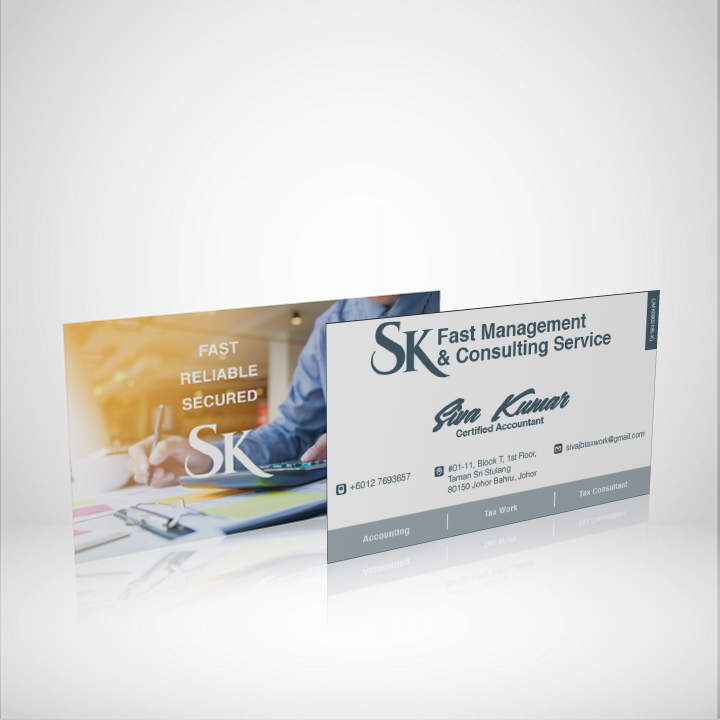 FAST
RELIABLE
SECURED
SK
SK
Fast Management
& Consulting Service
Siva Kumar
Certified Accountant
+6012 7693657
#01-11, Block T, 1st Floor,
Taman Sri Stulang
80150 Johor Bahru, Johor
sivajbtaxwork@gmail.com
Accounting
Tax Work
Tax Consultant